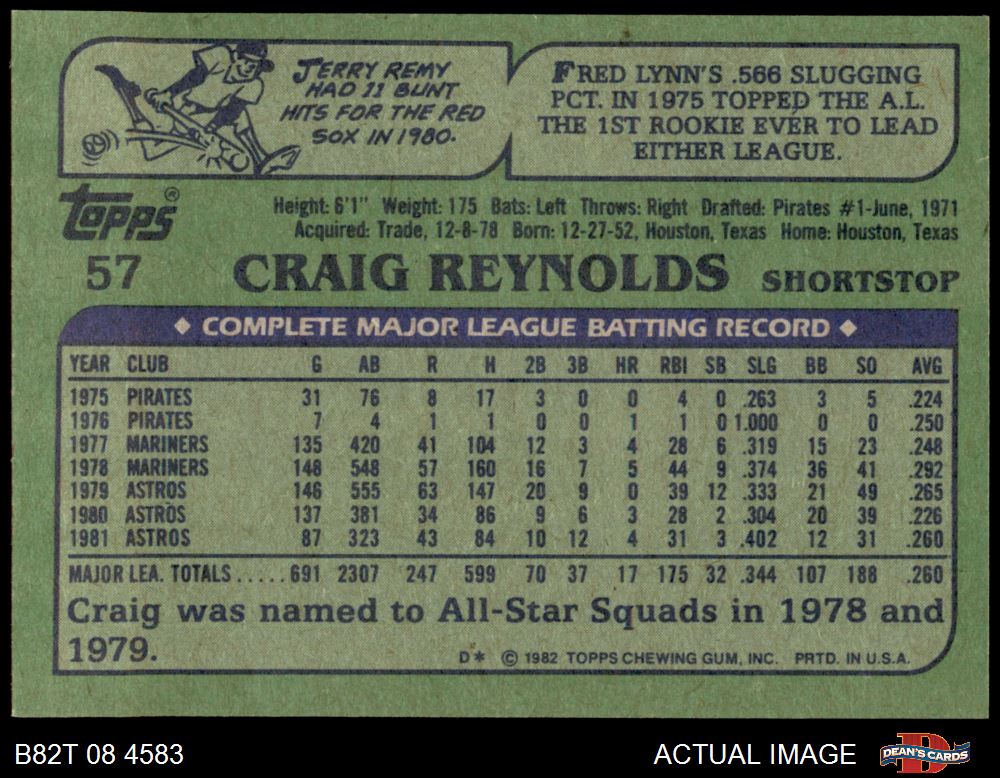 JERRY REMY
HAD 21 BUNT
HITS FOR THE RED
SOX IN 1980.
FRED LYNN'S .566 SLUGGING
PCT. IN 1975 TOPPED THE A.L.
THE 1ST ROOKIE EVER TO LEAD
EITHER LEAGUE.
Topps®
Height: 6'1" Weight: 175 Bats: Left Throws: Right Drafted: Pirates #1-June, 1971
Acquired: Trade, 12-8-78 Born: 12-27-52, Houston, Texas Home: Houston, Texas
57 CRAIG REYNOLDS SHORTSTOP
◆ COMPLETE MAJOR LEAGUE BATTING RECORD ◆
YEAR CLUB G AB R H 2B 3B HR RBI SB SLG BB SO AVG
1975 PIRATES 31 76 8 17 3 0 0 4 0 .263 3 5 .224
1976 PIRATES 7 4 1 1 0 0 1 1 0 1.000 0 0 .250
1977 MARINERS 135 420 41 104 12 3 4 28 6 .319 15 23 .248
1978 MARINERS 148 548 57 160 16 7 5 44 9 .374 36 41 .292
1979 ASTROS 146 555 63 147 20 9 0 39 12 .333 21 49 .265
1980 ASTROS 137 381 34 86 9 6 3 28 2 .304 20 39 .226
1981 ASTROS 87 323 43 84 10 12 4 31 3 .402 12 31 .260
MAJOR LEA. TOTALS.....691 2307 247 599 70 37 17 175 32 .344 107 188 .260
Craig was named to All-Star Squads in 1978 and
1979.
D* © 1982 TOPPS CHEWING GUM, INC. PRTD. IN U.S.A.
B82T 08 4583
ACTUAL IMAGE
D
DEAN'S CARDS